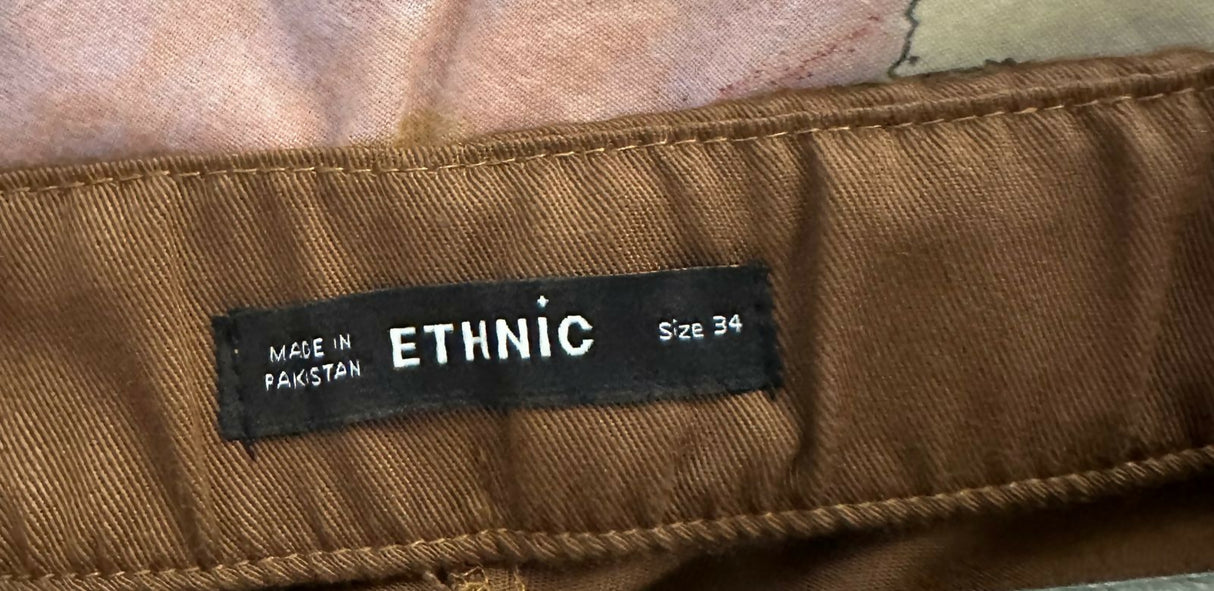 MADE IN
PAKISTAN
ETHNiC
Size 34